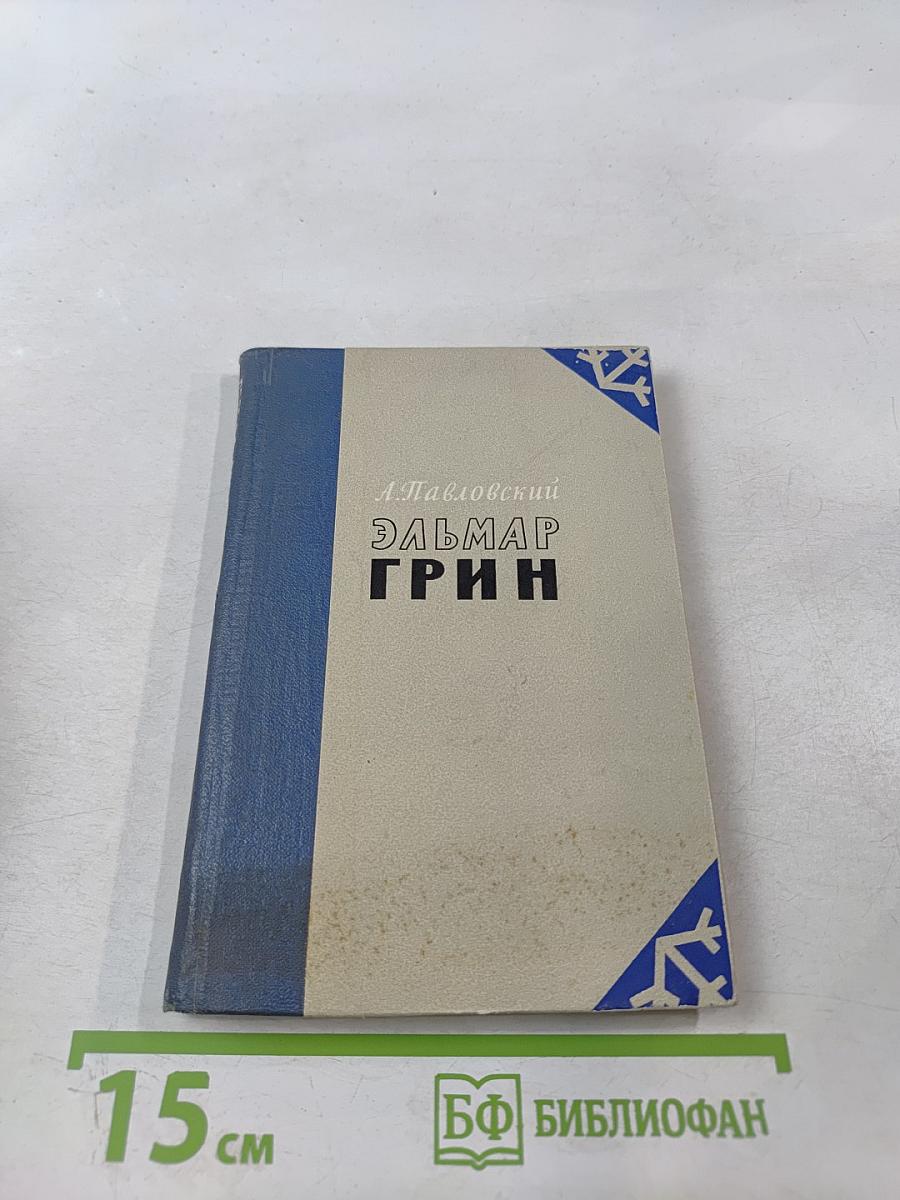 А.Павловский
ЭЛЬМАР
ГРИН
15 см
БФ БИБЛИОФАН